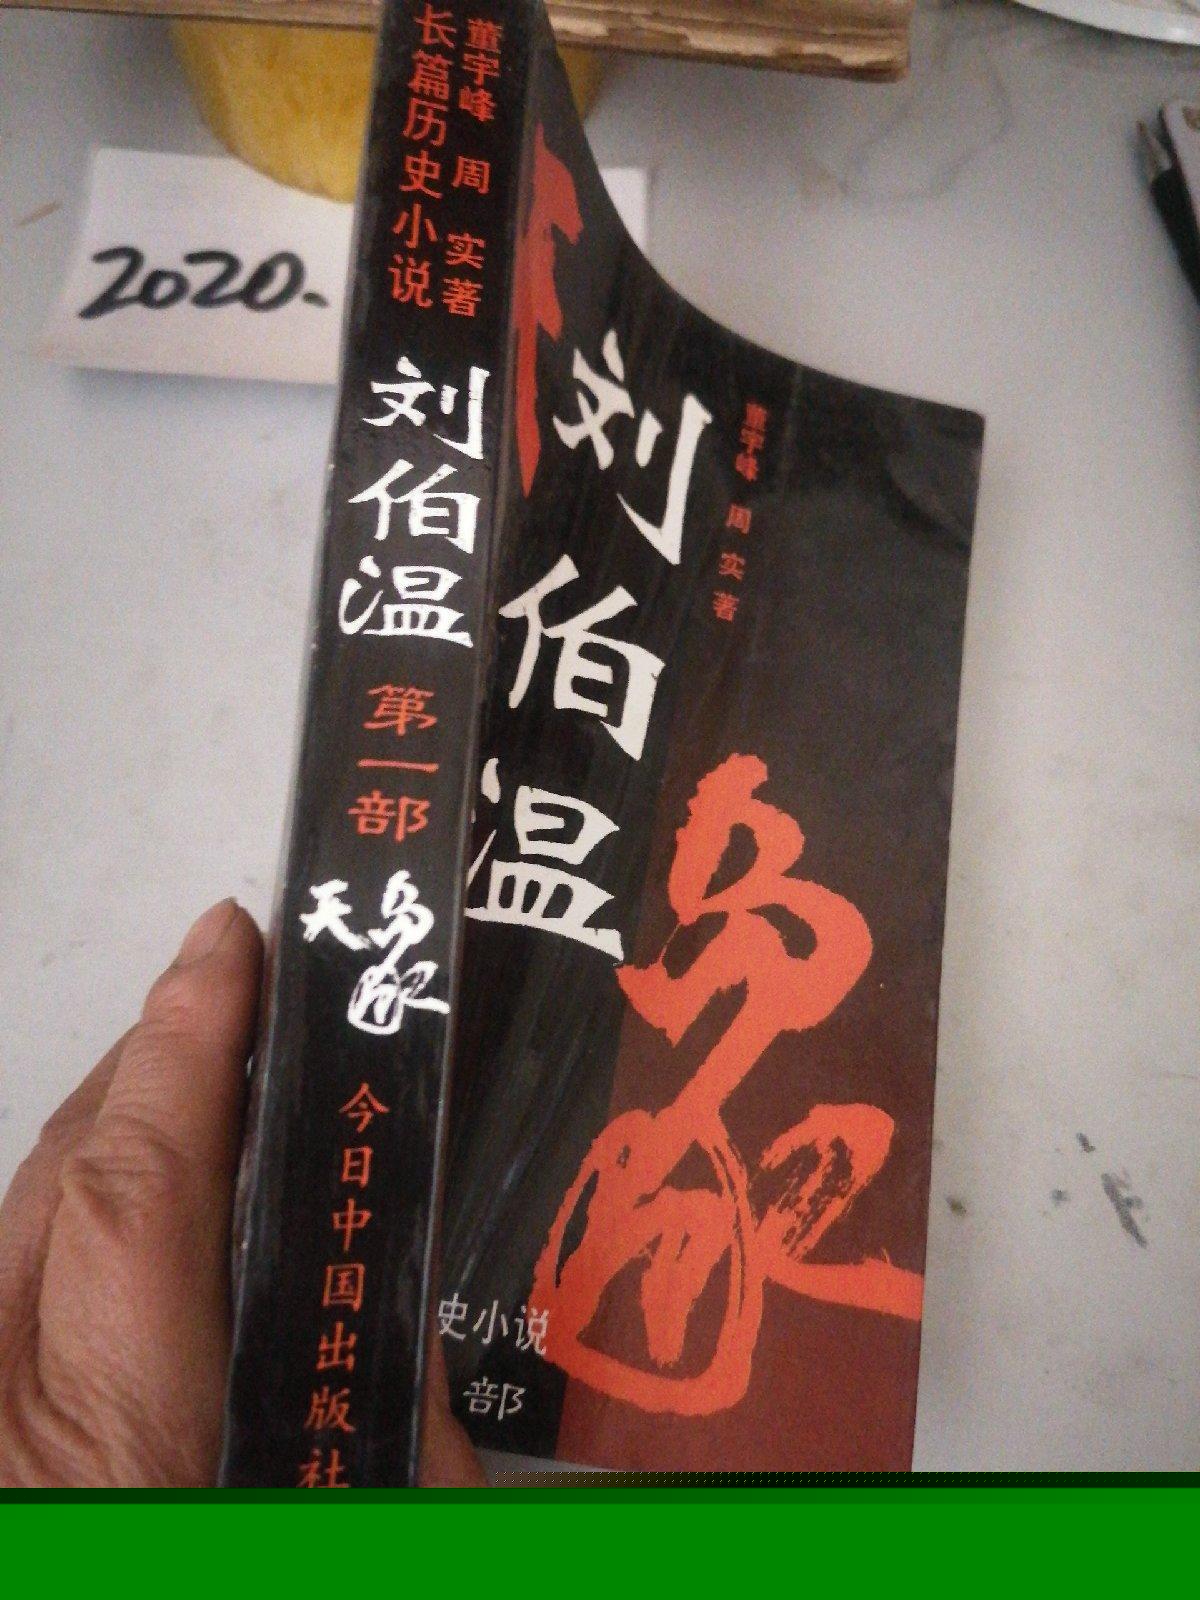 董宇峰 周实著
长篇历史小说
刘伯温
第一部
天象
今日中国出版社
2020.
董宇峰 周实著
刘伯温
象
史小说
部